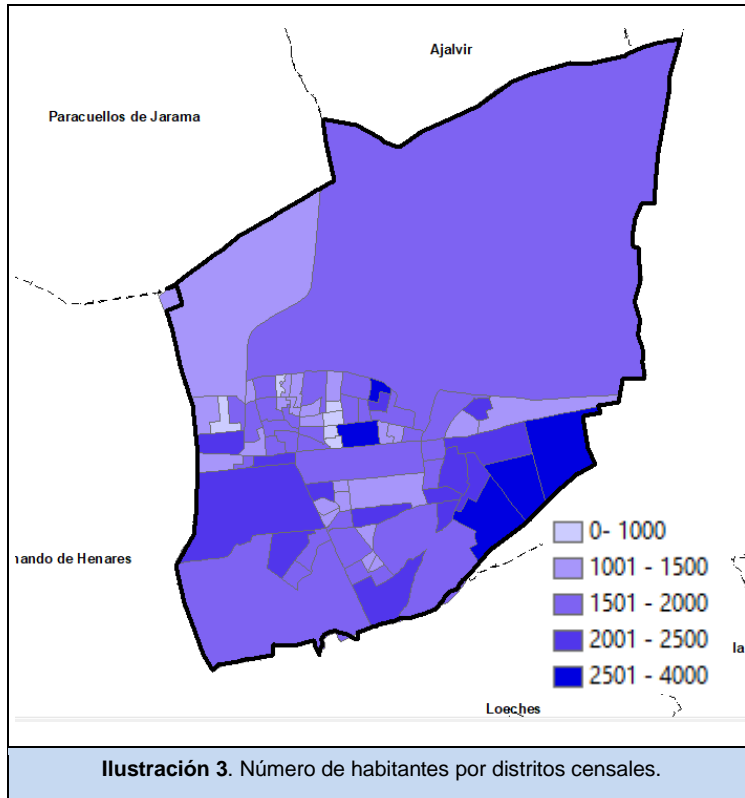 Ajalvir
Paracuellos de Jarama
nando de Henares
0- 1000
1001 - 1500
1501 - 2000
2001 - 2500
2501 - 4000
la
Loeches
Ilustración 3. Número de habitantes por distritos censales.